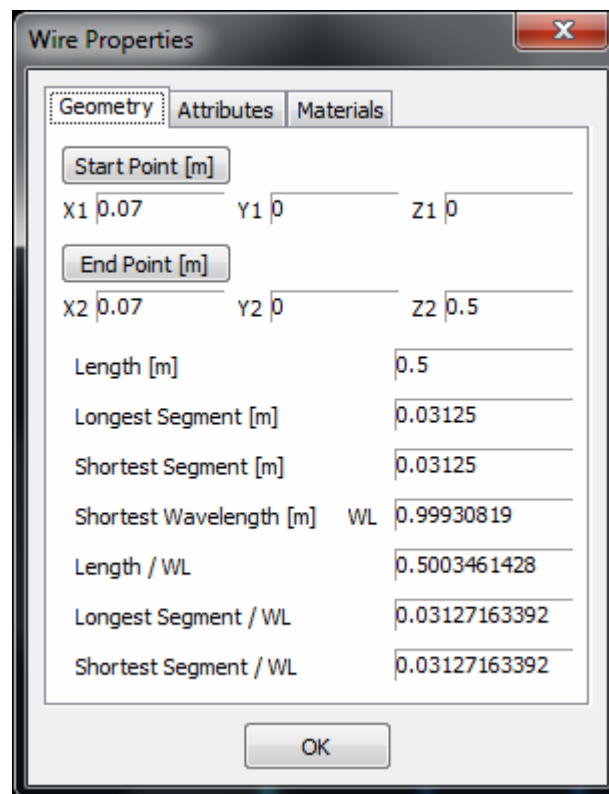 Wire Properties
Geometry Attributes Materials
Start Point [m]
X1 0.07 Y1 0 Z1 0
End Point [m]
X2 0.07 Y2 0 Z2 0.5
Length [m] 0.5
Longest Segment [m] 0.03125
Shortest Segment [m] 0.03125
Shortest Wavelength [m] WL 0.99930819
Length / WL 0.5003461428
Longest Segment / WL 0.03127163392
Shortest Segment / WL 0.03127163392
OK